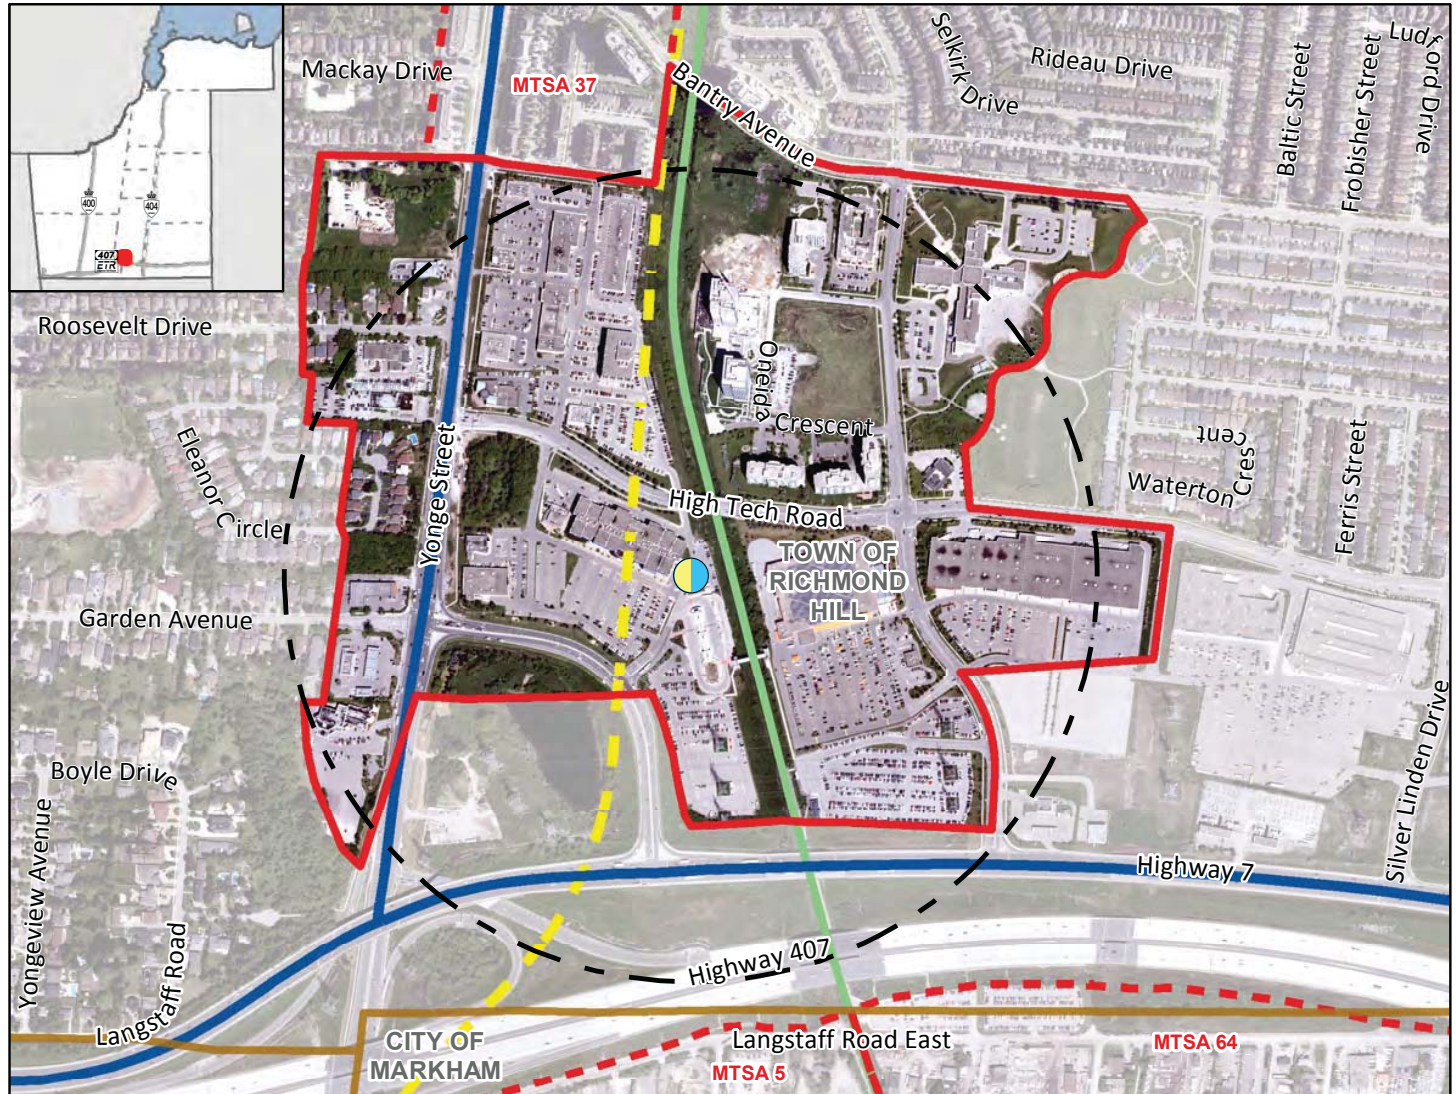 Mackay Drive
MTSA 37
Bantry Avenue
Selkirk Drive
Rideau Drive
Baltic Street
Frobisher Street
Ludford Drive
400
404
407
ETR
Roosevelt Drive
Oneida
Crescent
Eleanor Circle
Yonge Street
High Tech Road
Waterton
Crescent
Ferris Street
TOWN OF
RICHMOND
HILL
Garden Avenue
Boyle Drive
Yongeview Avenue
Langstaff Road
Silver Linden Drive
Highway 7
Highway 407
CITY OF
MARKHAM
Langstaff Road East
MTSA 5
MTSA 64